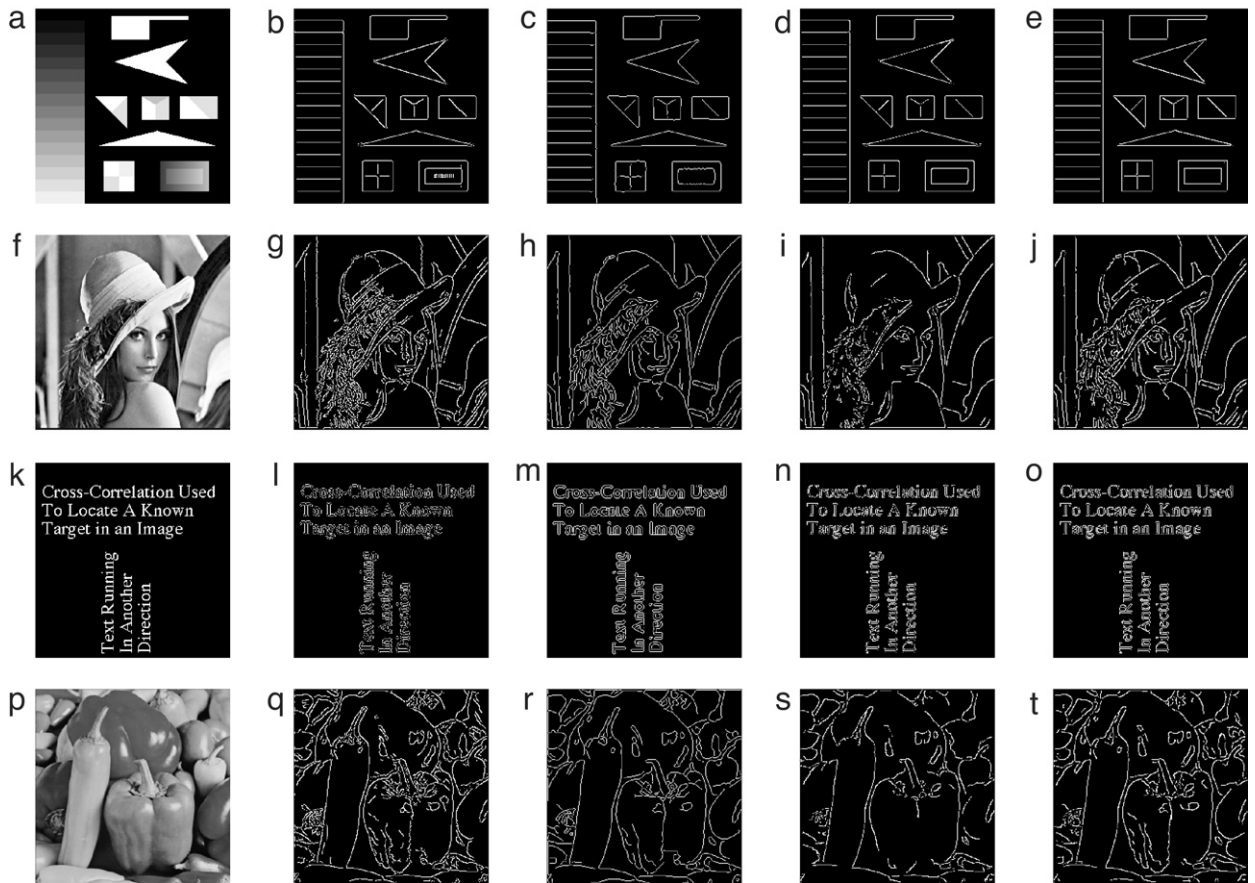 a
b
c
d
e
f
g
h
i
j
k
Cross-Correlation Used
To Locate A Known
Target in an Image
Text Running
In Another
Direction
l
Cross-Correlation Used
To Locate A Known
Target in an Image
Text Running
In Another
Direction
m
Cross-Correlation Used
To Locate A Known
Target in an Image
Text Running
In Another
Direction
n
Cross-Correlation Used
To Locate A Known
Target in an Image
Text Running
In Another
Direction
o
Cross-Correlation Used
To Locate A Known
Target in an Image
Text Running
In Another
Direction
p
q
r
s
t